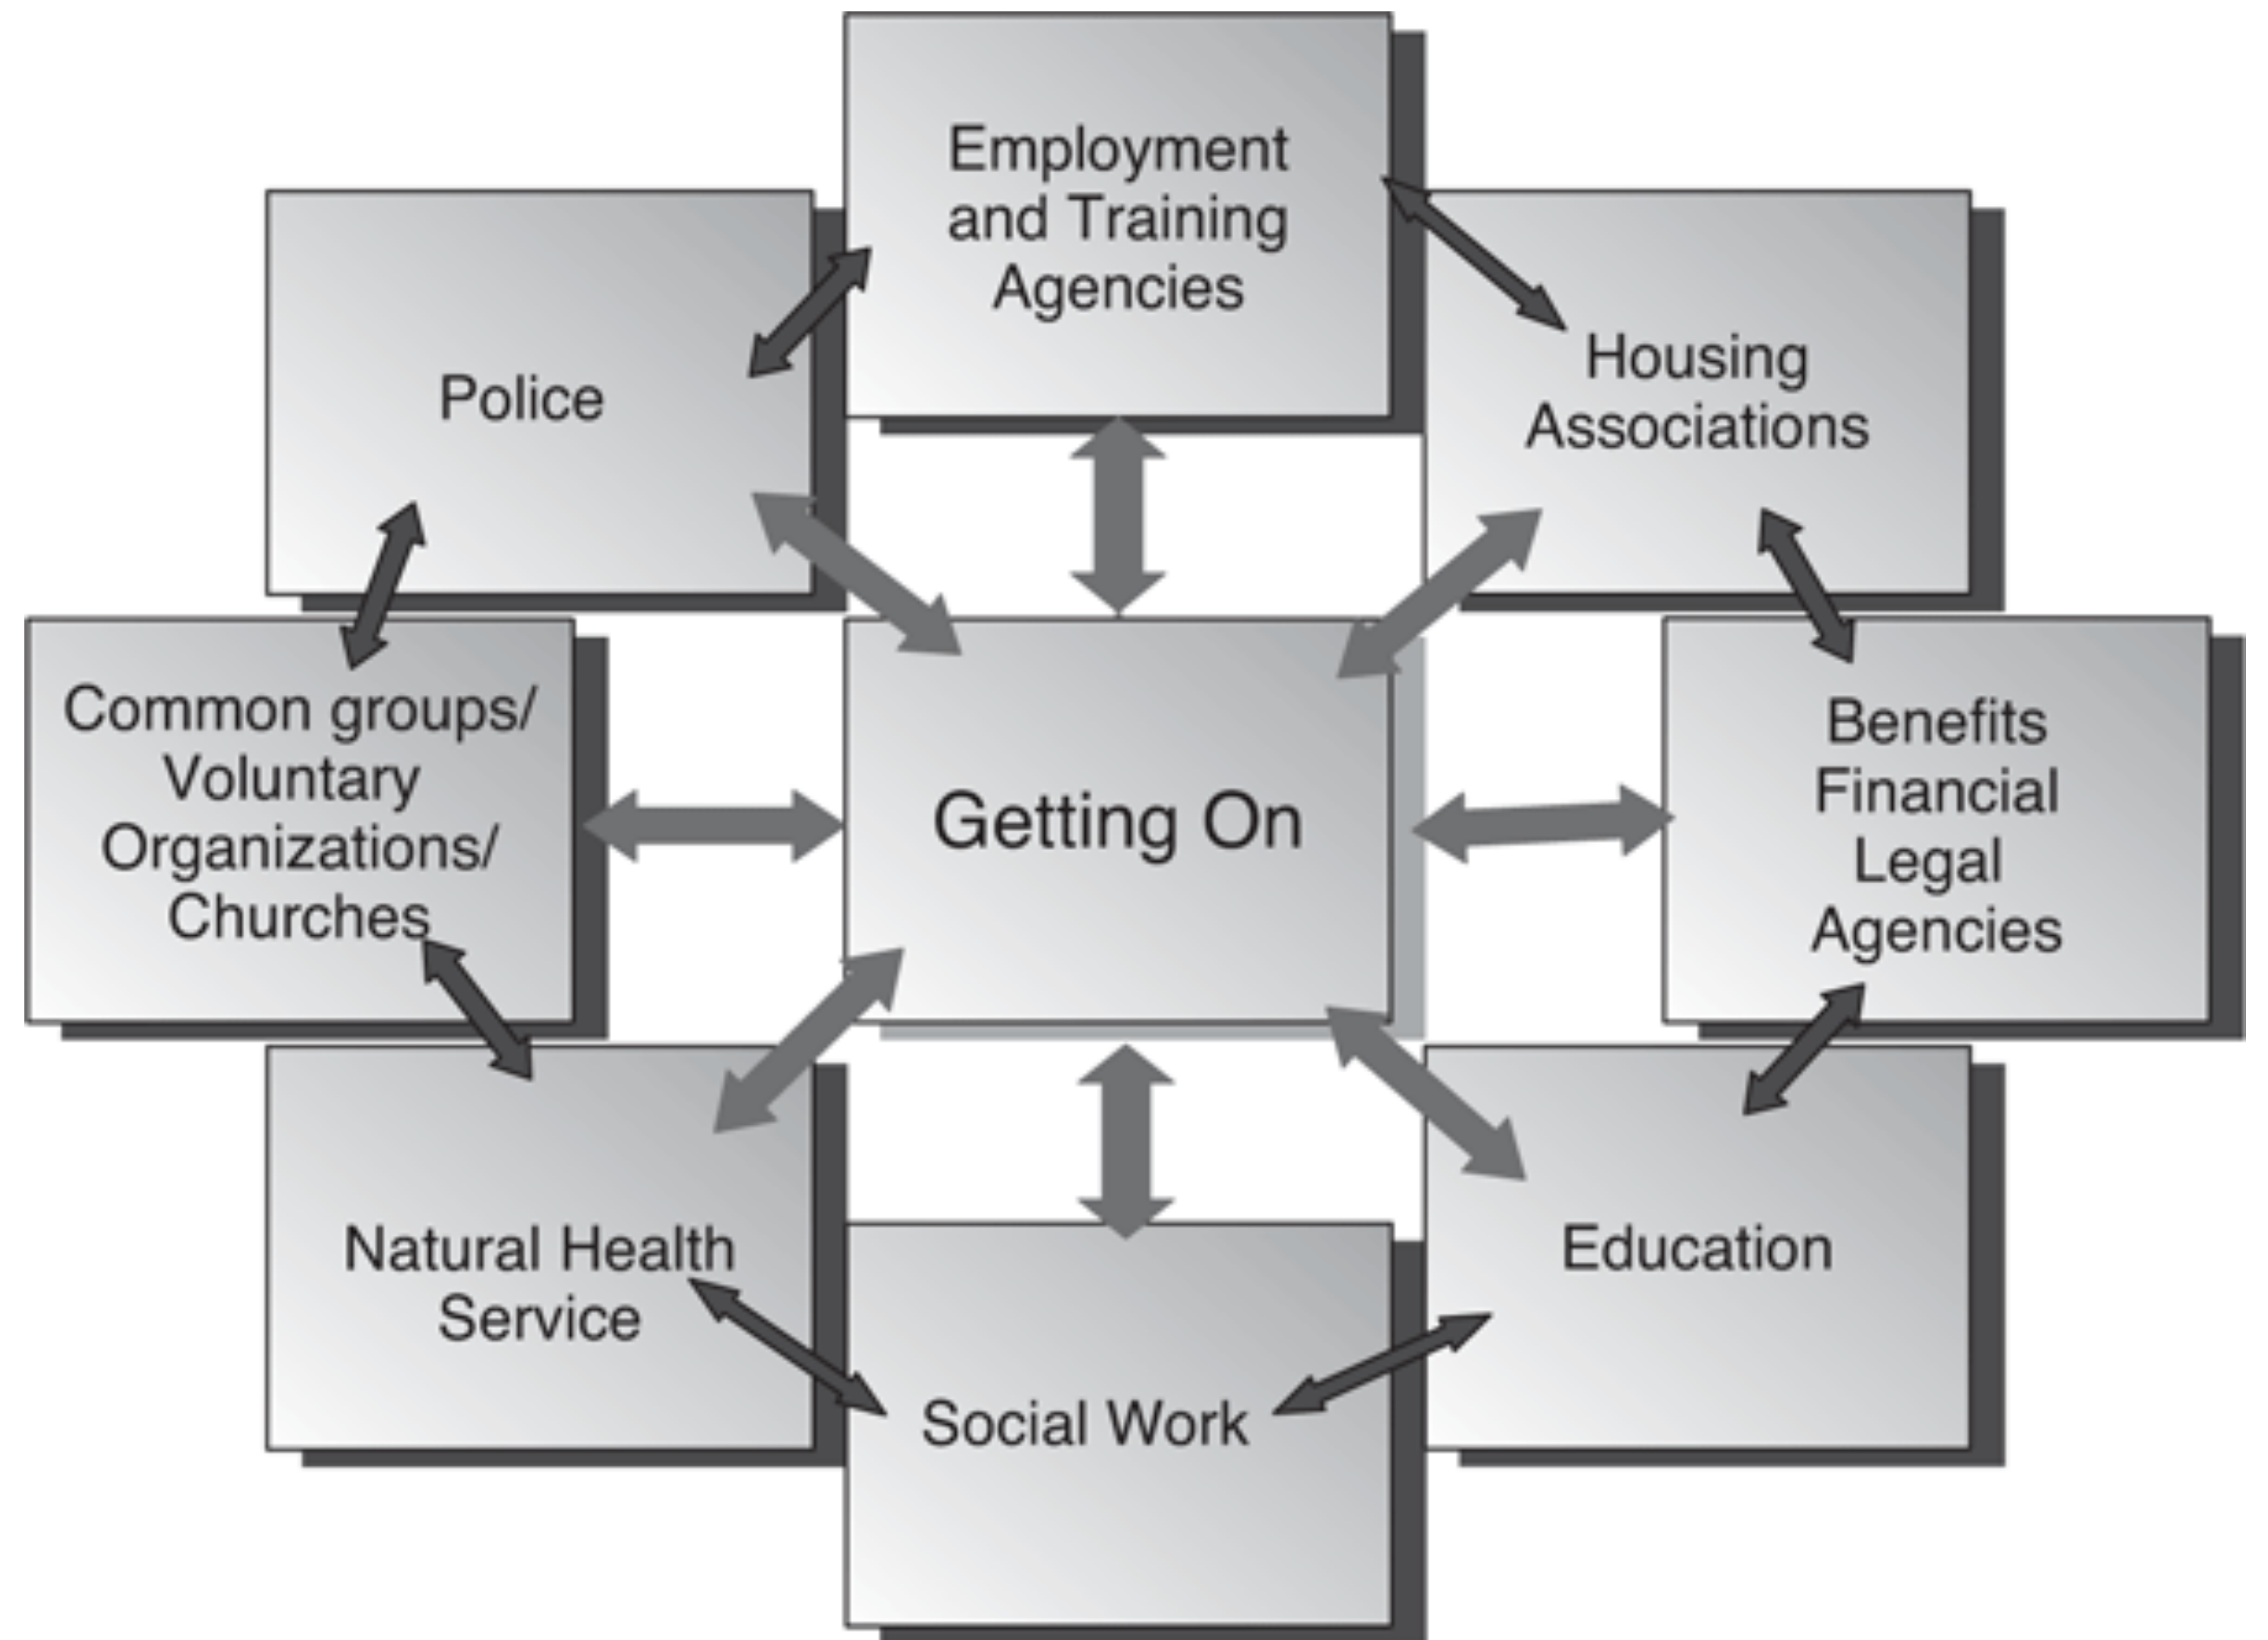 Employment
and Training
Agencies
Police
Housing
Associations
Common groups/
Voluntary
Organizations/
Churches
Getting On
Benefits
Financial
Legal
Agencies
Natural Health
Service
Education
Social Work